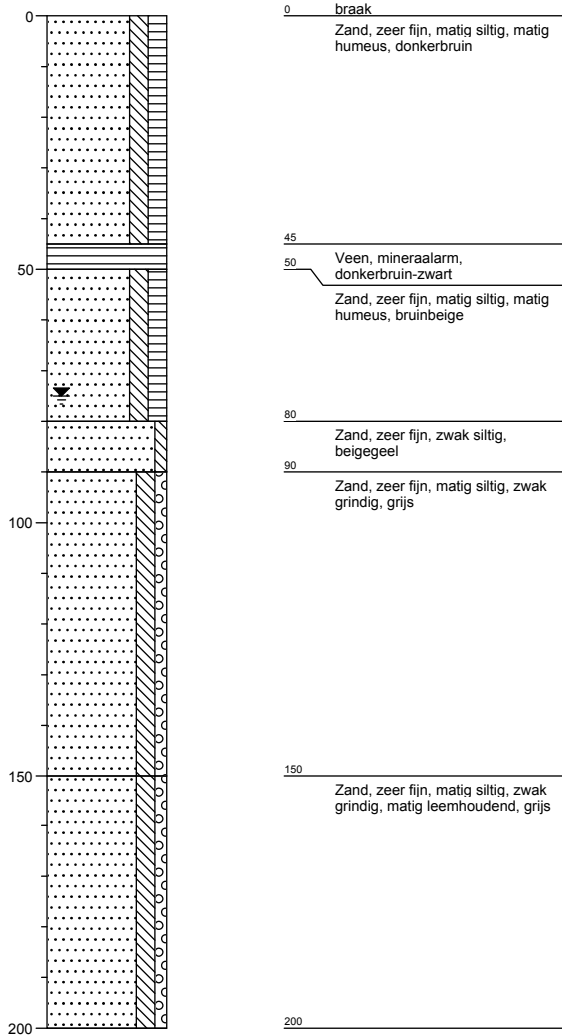 0
50
100
150
200
0 braak
Zand, zeer fijn, matig siltig, matig
humeus, donkerbruin
45
Veen, mineraalarm,
donkerbruin-zwart
50
Zand, zeer fijn, matig siltig, matig
humeus, bruinbeige
80
Zand, zeer fijn, zwak siltig,
beigegeel
90
Zand, zeer fijn, matig siltig, zwak
grindig, grijs
150
Zand, zeer fijn, matig siltig, zwak
grindig, matig leemhoudend, grijs
200